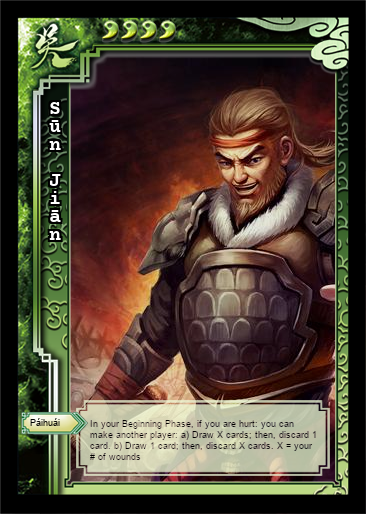 吴
Sūn Jiān
Páihuái
In your Beginning Phase, if you are hurt: you can
make another player: a) Draw X cards; then, discard 1
card. b) Draw 1 card; then, discard X cards. X = your
# of wounds